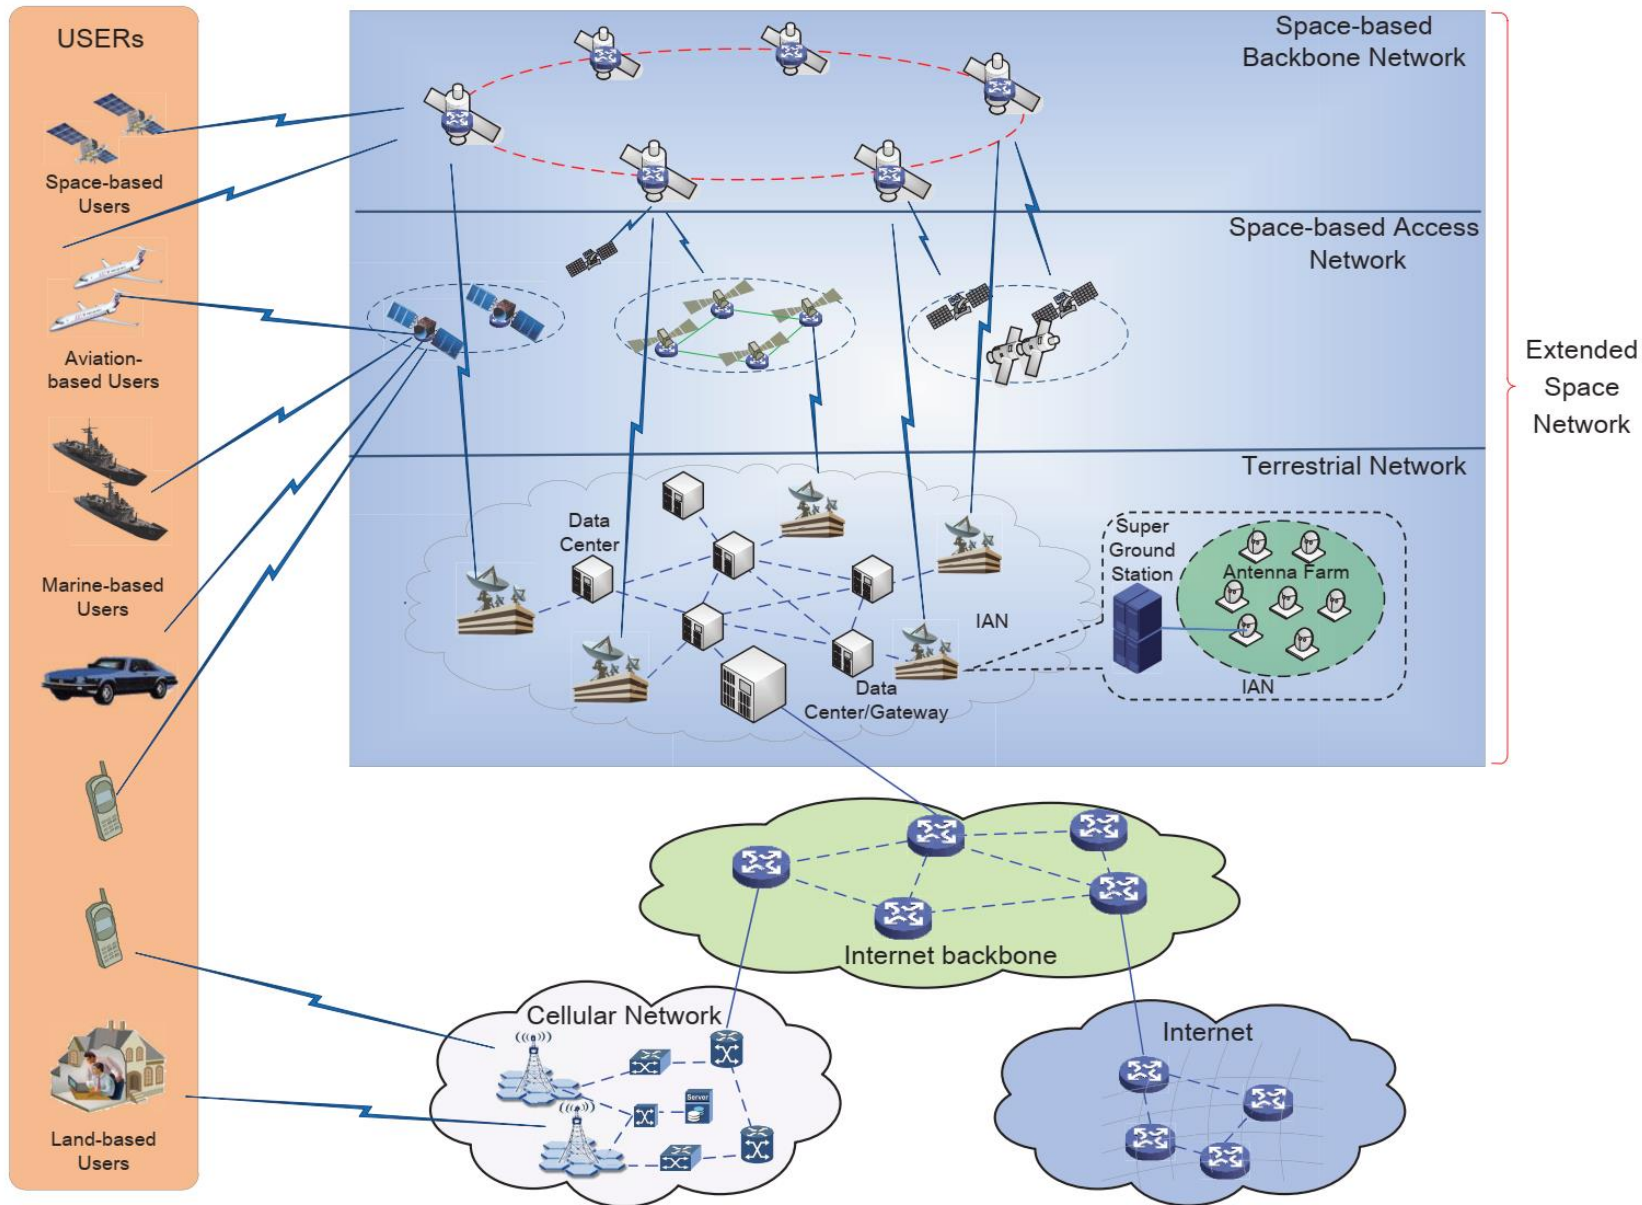 USERs
Space-based
Users
Aviation-
based Users
Marine-based
Users
Land-based
Users
Space-based
Backbone Network
Space-based Access
Network
Terrestrial Network
Extended
Space
Network
Data
Center
IAN
Data
Center/Gateway
Super
Ground
Station
Antenna Farm
IAN
Internet backbone
Cellular Network
Server
Internet